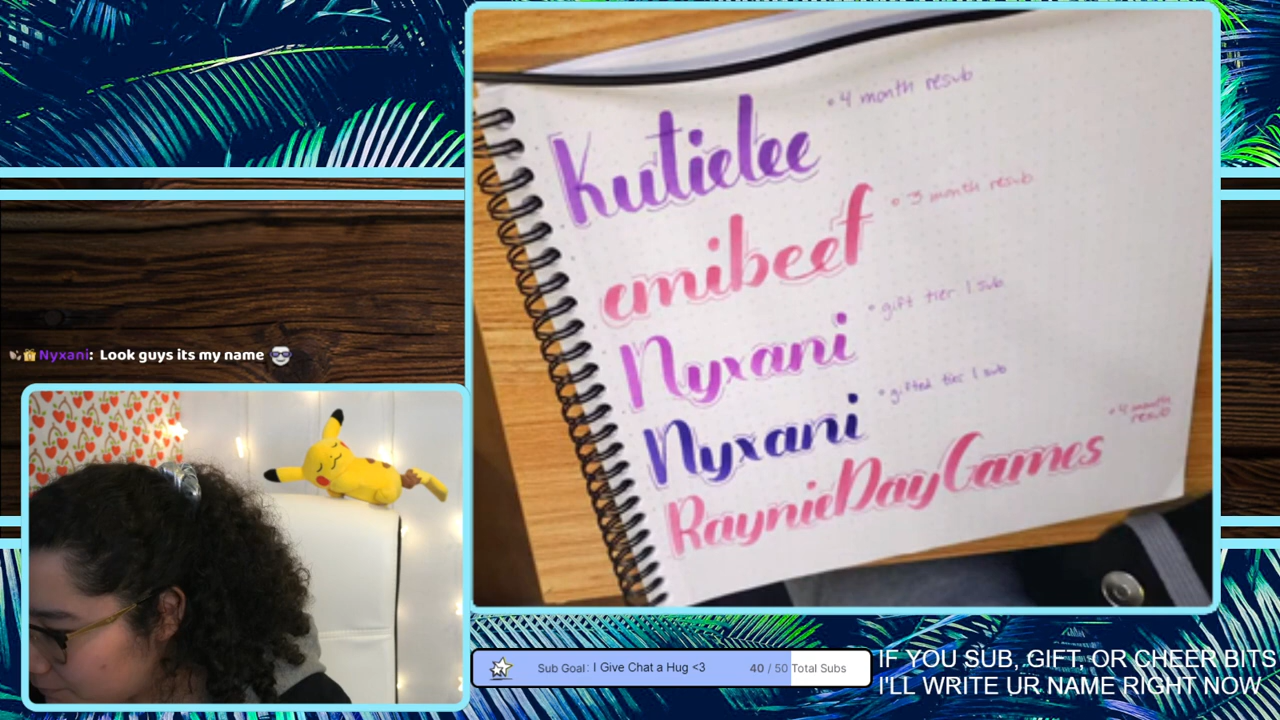 Kutielee
• 4 month resub
amibeef
• 3 month resub
Nyxani
• gift tier 1 sub
Nyxani
• gifted tier 1 sub
RaynieDayGames
• 4 month
resub
Nyxani: Look guys its my name
Sub Goal: I Give Chat a Hug <3 40 / 50 Total Subs
IF YOU SUB, GIFT, OR CHEER BITS
I'LL WRITE UR NAME RIGHT NOW